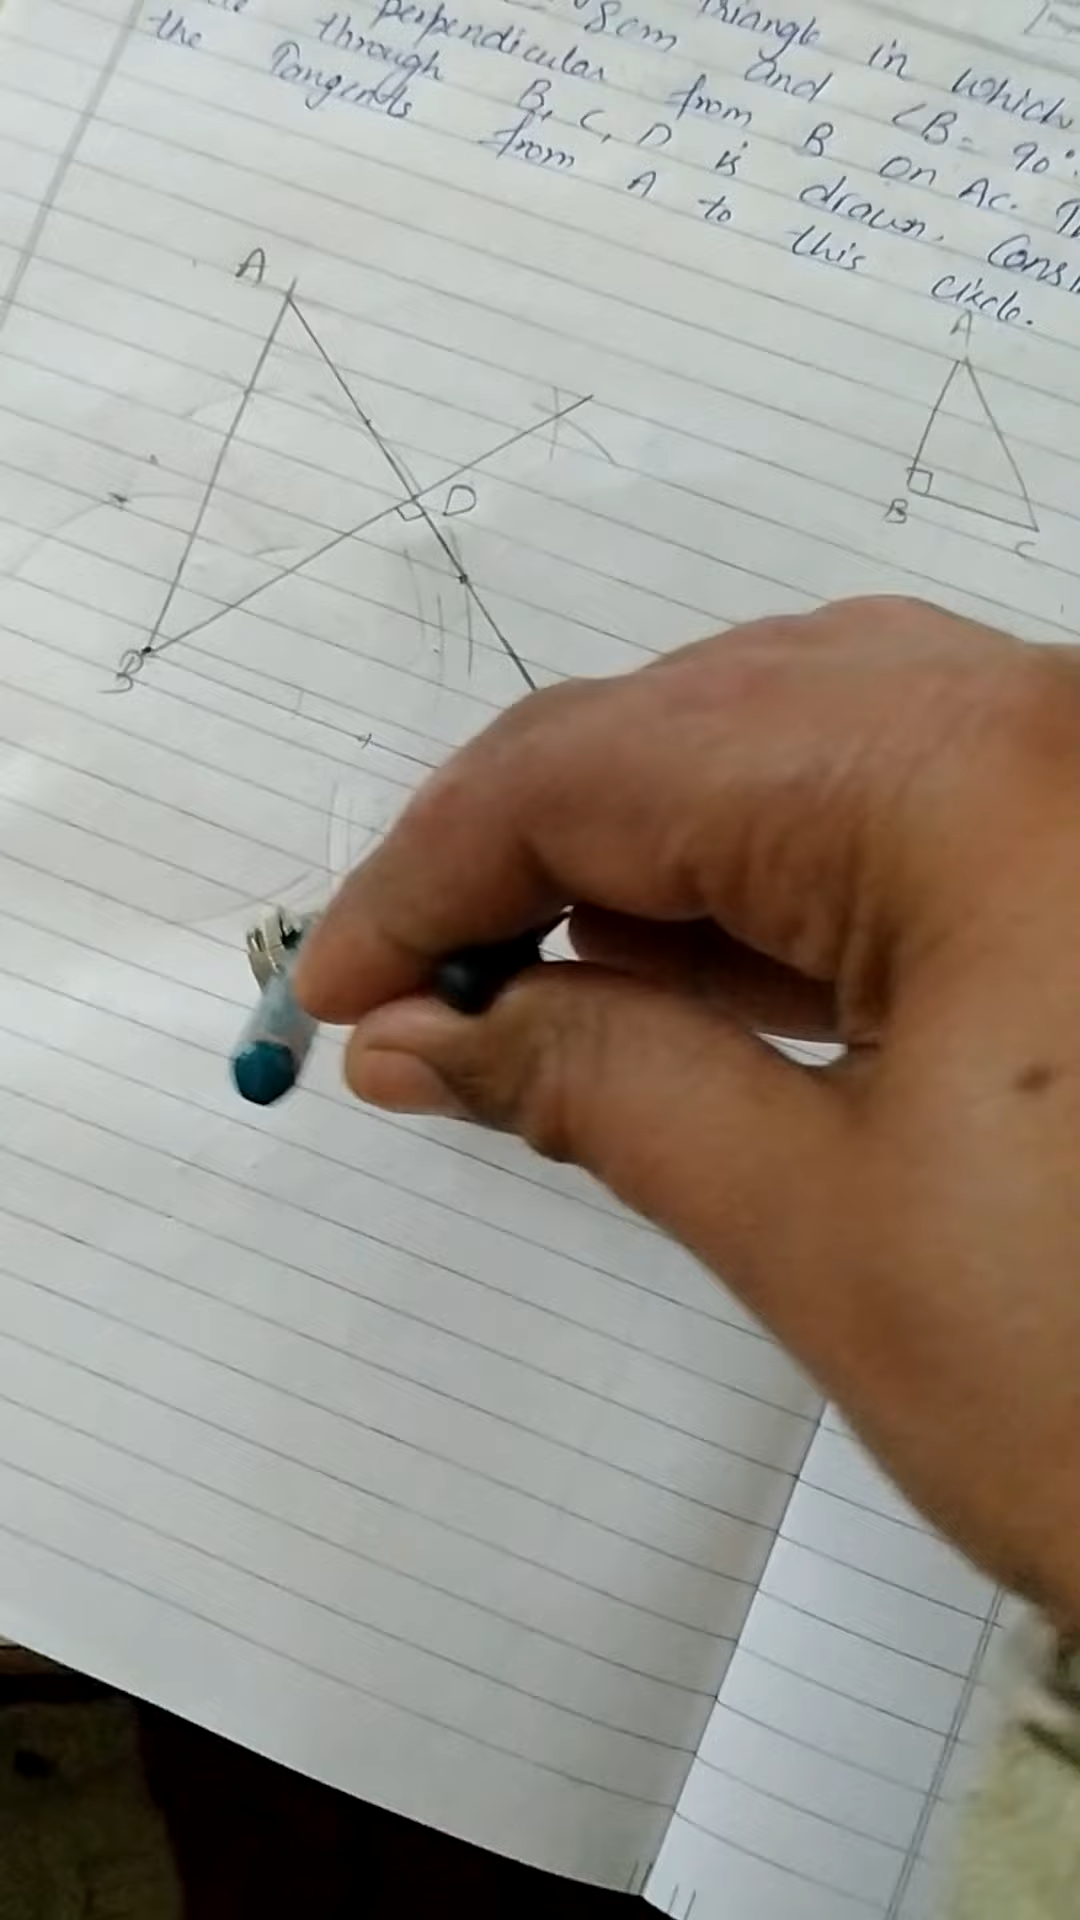 Triangle in which
8cm and ∠B= 90°.
perpendicular from B on Ac.
through B, C, D is drawn.
the Tangents from A to this circle.
A
A
D
B
C
B